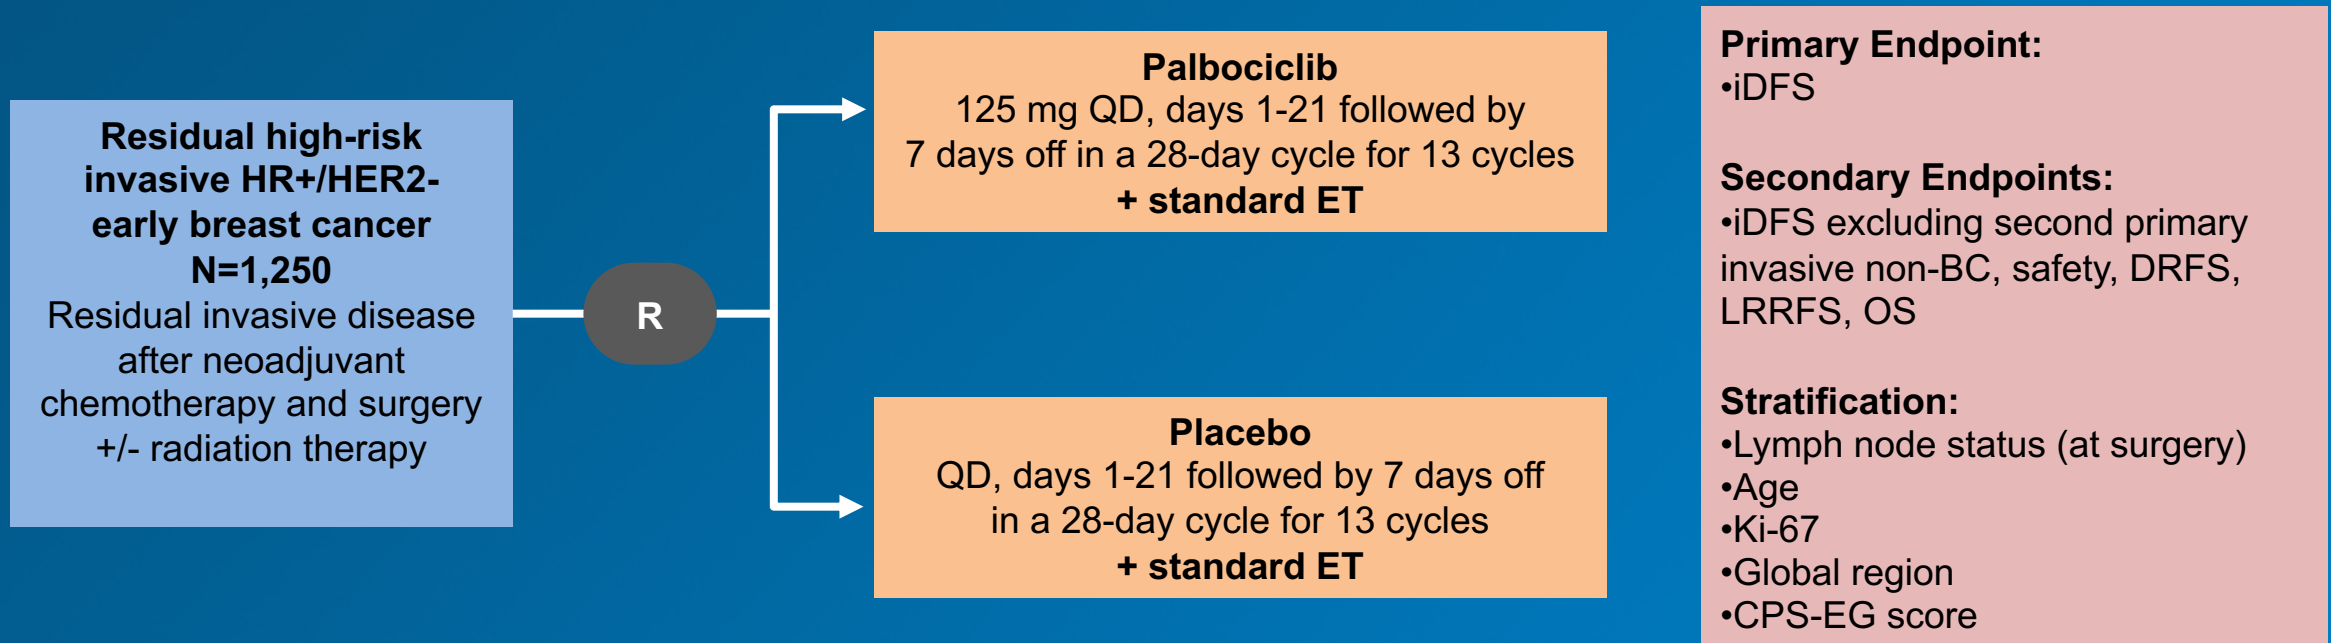 Residual high-risk
invasive HR+/HER2-
early breast cancer
N=1,250
Residual invasive disease
after neoadjuvant
chemotherapy and surgery
+/- radiation therapy
R
Palbociclib
125 mg QD, days 1-21 followed by
7 days off in a 28-day cycle for 13 cycles
+ standard ET
Placebo
QD, days 1-21 followed by 7 days off
in a 28-day cycle for 13 cycles
+ standard ET
Primary Endpoint:
•iDFS
Secondary Endpoints:
•iDFS excluding second primary
invasive non-BC, safety, DRFS,
LRRFS, OS
Stratification:
•Lymph node status (at surgery)
•Age
•Ki-67
•Global region
•CPS-EG score